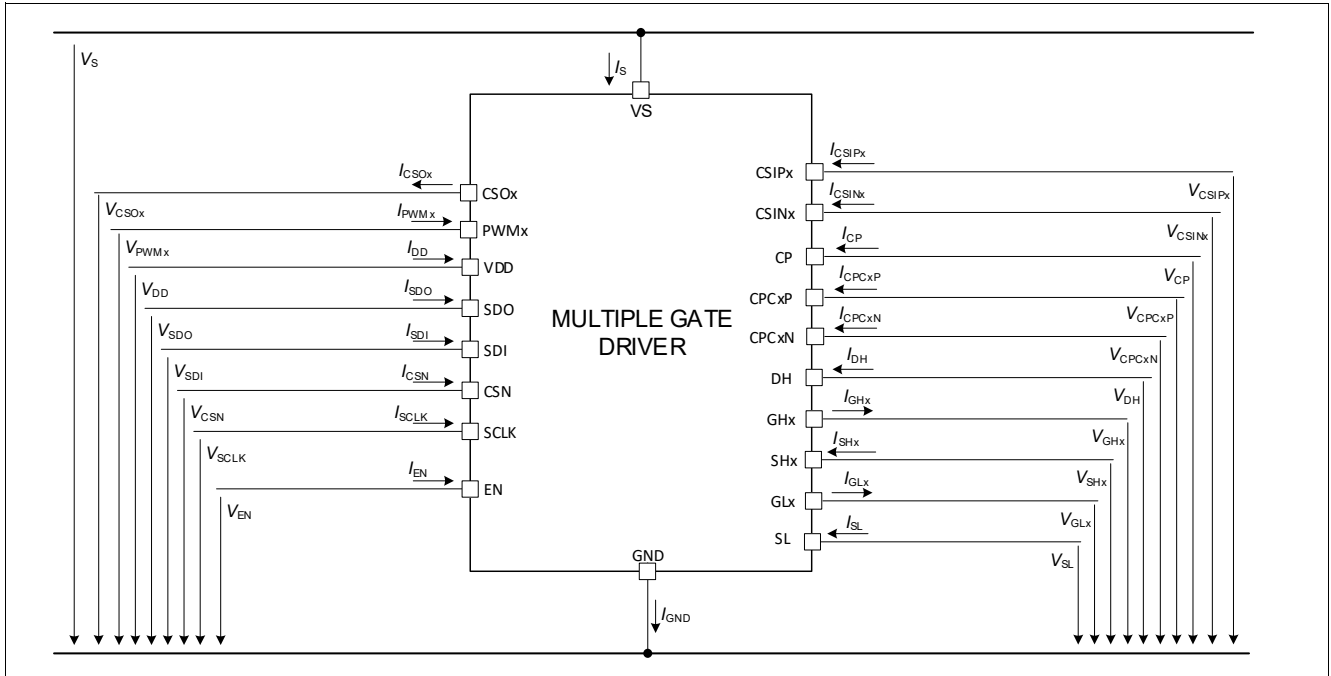 VS
IS
VS
ICSOx
CSOx
VCSOx
IPWMx
PWMx
VPWMx
IDD
VDD
VDD
ISDO
SDO
VSDO
ISDI
SDI
VSDI
ICSN
CSN
VCSN
ISCLK
SCLK
VSCLK
IEN
EN
VEN
MULTIPLE GATE
DRIVER
ICSIPx
CSIPx
VCSIPx
ICSINx
CSINx
VCSINx
ICP
CP
VCP
ICPCxP
CPCxP
VCPCxP
ICPCxN
CPCxN
VCPCxN
IDH
DH
VDH
IGHx
GHx
VGHx
ISHx
SHx
VSHx
IGLx
GLx
VGLx
ISL
SL
VSL
GND
IGND